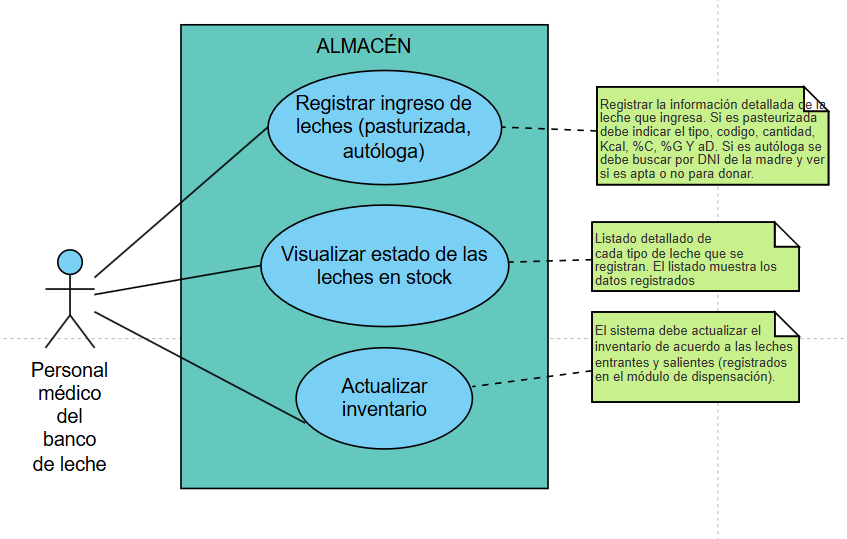 ALMACÉN
Registrar ingreso de
leches (pasturizada,
autóloga)
Registrar la información detallada de la
leche que ingresa. Si es pasteurizada
debe indicar el tipo, codigo, cantidad,
Kcal, %C, %G Y aD. Si es autóloga se
debe buscar por DNI de la madre y ver
si es apta o no para donar.
Visualizar estado de las
leches en stock
Listado detallado de
cada tipo de leche que se
registran. El listado muestra los
datos registrados
Actualizar
inventario
El sistema debe actualizar el
inventario de acuerdo a las leches
entrantes y salientes (registrados
en el módulo de dispensación).
Personal
médico
del
banco
de leche